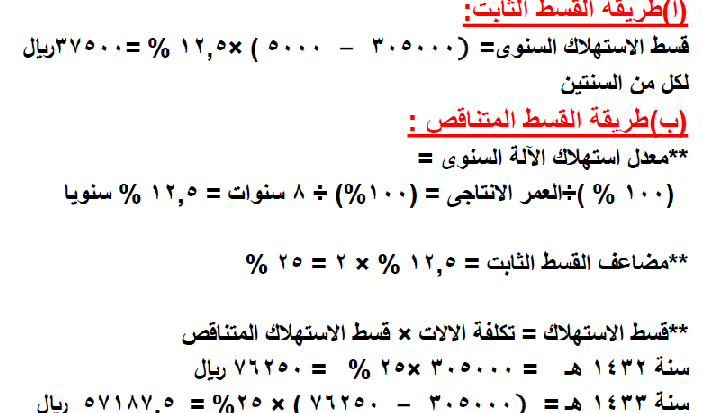 (ا)طريقة القسط الثابت:
قسط الاستهلاك السنوى= (٣٠٥٠٠٠ – ٥٠٠٠ ) ×١٢,٥ % =٣٧٥٠٠ريال
لكل من السنتين
(ب)طريقة القسط المتناقص :
**معدل استهلاك الآلة السنوى =
(١٠٠ % )÷العمر الانتاجى = (١٠٠%) ÷ ٨ سنوات = ١٢,٥ % سنويا
**مضاعف القسط الثابت = ١٢,٥ % × ٢ = ٢٥ %
**قسط الاستهلاك = تكلفة الالات × قسط الاستهلاك المتناقص
سنة ١٤٣٢ هـ = ٣٠٥٠٠٠ ×٢٥ % = ٧٦٢٥٠ ريال
سنة ١٤٣٣ هـ = (٣٠٥٠٠٠ – ٧٦٢٥٠ ) × ٢٥% = ٥٧١٨٧,٥ ريال